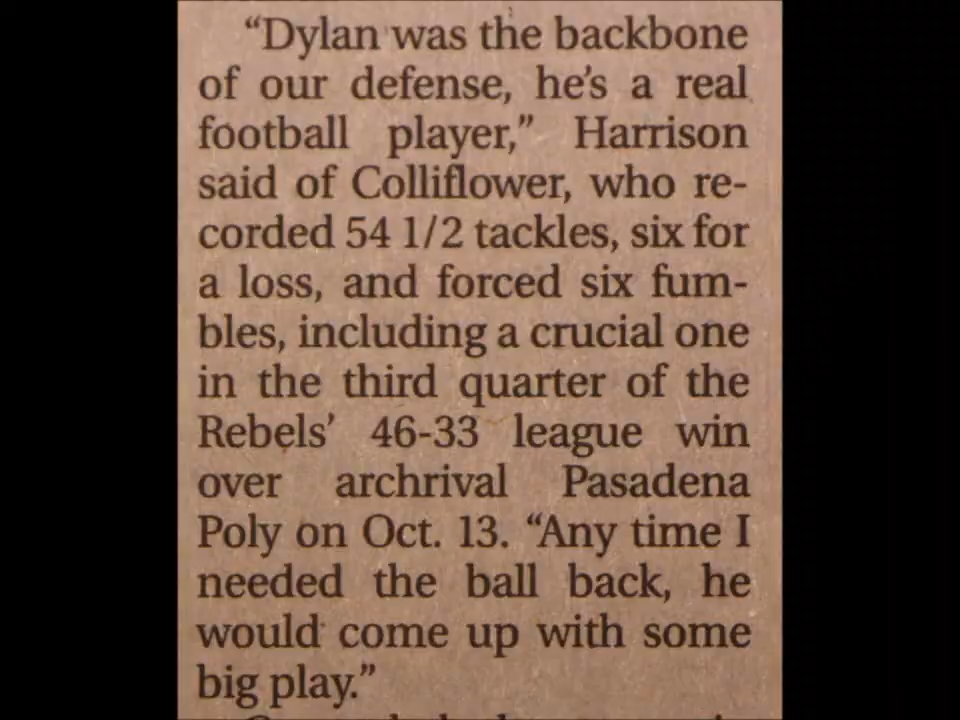 “Dylan was the backbone
of our defense, he’s a real
football player,” Harrison
said of Colliflower, who re-
corded 54 1/2 tackles, six for
a loss, and forced six fum-
bles, including a crucial one
in the third quarter of the
Rebels’ 46-33 league win
over archrival Pasadena
Poly on Oct. 13. “Any time I
needed the ball back, he
would come up with some
big play.”